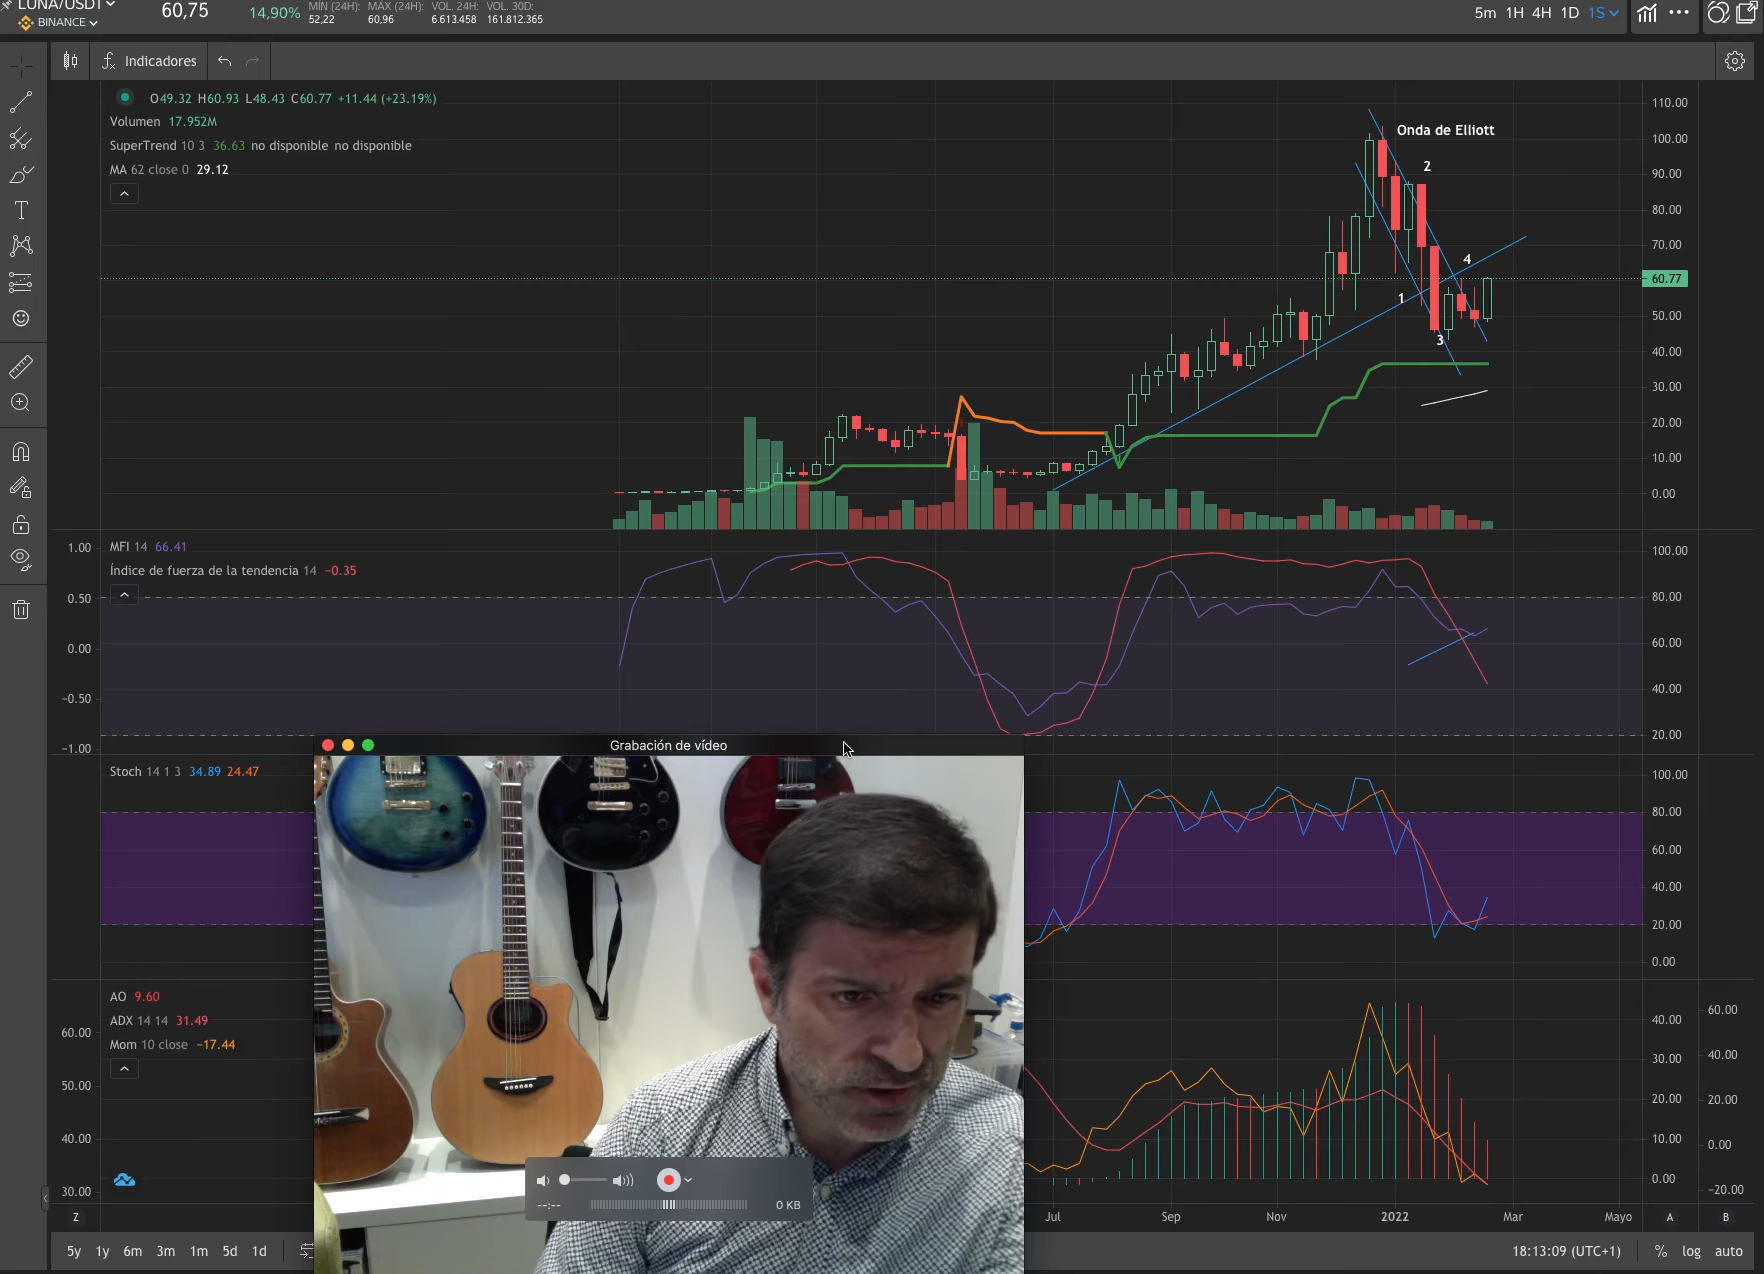 LUNA/USDT
BINANCE
60,75
14,90%
MÍN (24H): MÁX (24H): VOL. 24H: VOL. 30D:
52,22 60,96 6.613.458 161.812.365
5m 1H 4H 1D 1S
Indicadores
O49.32 H60.93 L48.43 C60.77 +11.44 (+23.19%)
Volumen 17.952M
SuperTrend 10 3 36.63 no disponible no disponible
MA 62 close 0 29.12
Onda de Elliott
2
4
1
3
110.00
100.00
90.00
80.00
70.00
60.77
50.00
40.00
30.00
20.00
10.00
0.00
MFI 14 66.41
Índice de fuerza de la tendencia 14 −0.35
1.00
0.50
0.00
−0.50
−1.00
100.00
80.00
60.00
40.00
20.00
Grabación de vídeo
Stoch 14 1 3 34.89 24.47
100.00
80.00
60.00
40.00
20.00
0.00
AO 9.60
ADX 14 14 31.49
Mom 10 close −17.44
60.00
50.00
40.00
30.00
40.00
30.00
20.00
10.00
0.00
60.00
40.00
20.00
0.00
−20.00
--:-- 0 KB
Z Jul Sep Nov 2022 Mar Mayo A B
5y 1y 6m 3m 1m 5d 1d
18:13:09 (UTC+1) % log auto